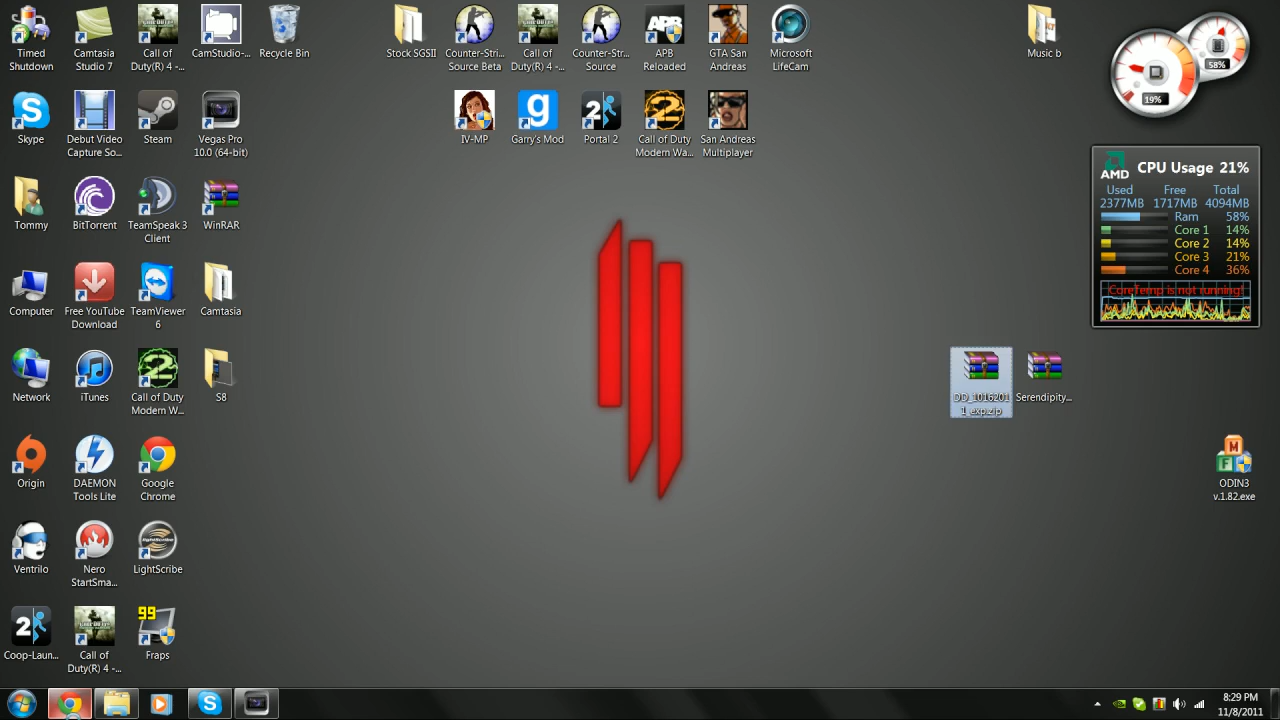 Timed
Shutdown
Camtasia
Studio 7
Call of
Duty(R) 4 -...
CamStudio-...
Recycle Bin
Stock SGSII
Counter-Stri...
Source Beta
Call of
Duty(R) 4 -...
Counter-Str...
Source
APB
Reloaded
GTA San
Andreas
Microsoft
LifeCam
Music b
58%
19%
Skype
Debut Video
Capture So...
Steam
Vegas Pro
10.0 (64-bit)
IV-MP
Garry's Mod
Portal 2
Call of Duty
Modern Wa...
San Andreas
Multiplayer
AMD
CPU Usage 21%
Used Free Total
2377MB 1717MB 4094MB
Ram 58%
Core 1 14%
Core 2 14%
Core 3 21%
Core 4 36%
CoreTemp is not running!
Tommy
BitTorrent
TeamSpeak 3
Client
WinRAR
Computer
Free YouTube
Download
TeamViewer
6
Camtasia
Network
iTunes
Call of Duty
Modern W...
S8
DD_1016201
1_exp.zip
Serendipity...
Origin
DAEMON
Tools Lite
Google
Chrome
ODIN3
v.1.82.exe
Ventrilo
Nero
StartSma...
LightScribe
Coop-Laun...
Call of
Duty(R) 4 -...
99
Fraps
8:29 PM
11/8/2011